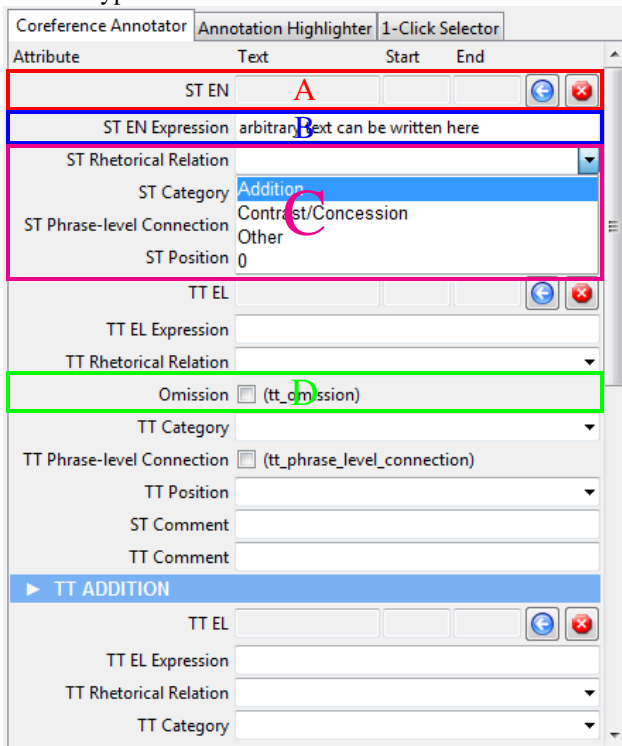 Coreference Annotator Annotation Highlighter 1-Click Selector
Attribute Text Start End
ST EN A
ST EN Expression arbitrary text can be written here B
ST Rhetorical Relation
ST Category Addition
Contrast/Concession C
ST Phrase-level Connection
Other
ST Position 0
TT EL
TT EL Expression
TT Rhetorical Relation
Omission (tt_omission) D
TT Category
TT Phrase-level Connection (tt_phrase_level_connection)
TT Position
ST Comment
TT Comment
► TT ADDITION
TT EL
TT EL Expression
TT Rhetorical Relation
TT Category